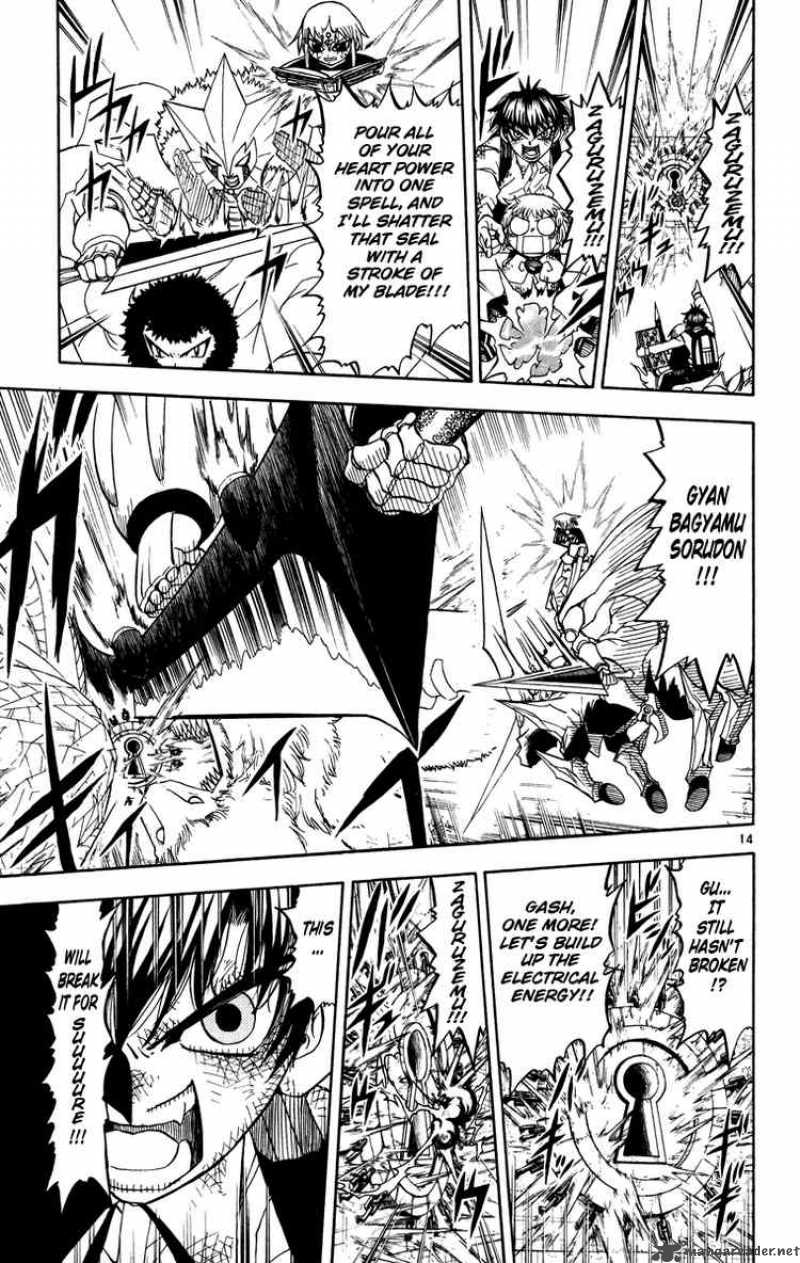 ZAGURUZEMU!!!
ZAGURUZEMU!!!
POUR ALL
OF YOUR
HEART POWER
INTO ONE
SPELL, AND
I'LL SHATTER
THAT SEAL
WITH A
STROKE OF
MY BLADE!!!
GYAN
BAGYAMU
SORUDON
!!!
14
GU...
IT
STILL
HASN'T
BROKEN
!?
GASH,
ONE MORE!
LET'S BUILD
UP THE
ELECTRICAL
ENERGY!!
ZAGURUZEMU!!!
THIS
...
WILL
BREAK
IT FOR
SUUUUURE
!!!
mangareader.net